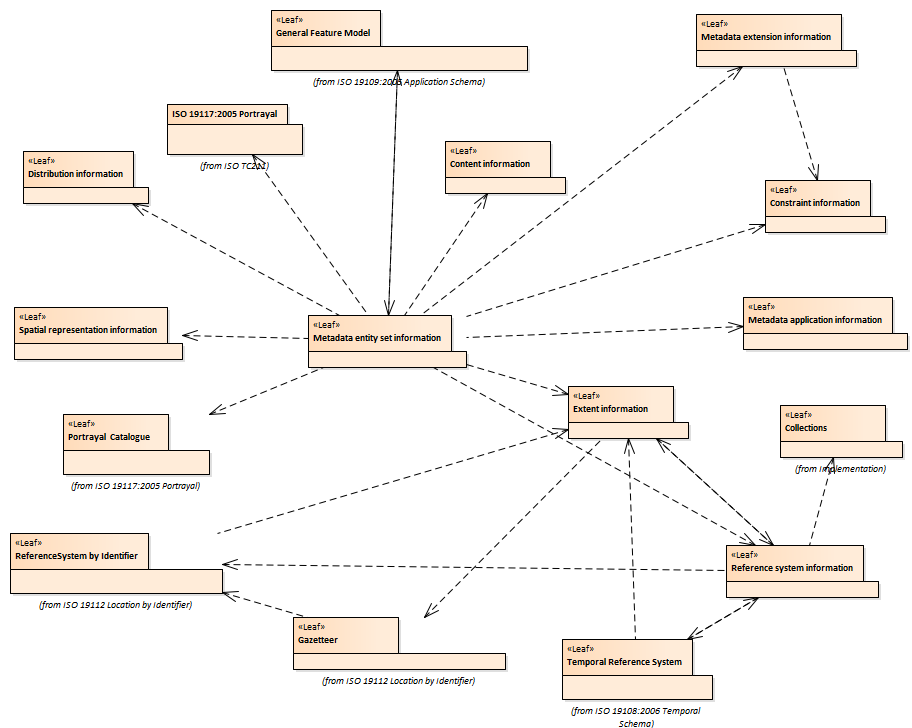 «Leaf»
General Feature Model
(from ISO 19109:2005 Application Schema)
«Leaf»
Metadata extension information
ISO 19117:2005 Portrayal
(from ISO TC211)
«Leaf»
Content information
«Leaf»
Distribution information
«Leaf»
Constraint information
«Leaf»
Spatial representation information
«Leaf»
Metadata entity set information
«Leaf»
Metadata application information
«Leaf»
Extent information
«Leaf»
Portrayal Catalogue
(from ISO 19117:2005 Portrayal)
«Leaf»
Collections
(from Implementation)
«Leaf»
ReferenceSystem by Identifier
(from ISO 19112 Location by Identifier)
«Leaf»
Reference system information
«Leaf»
Gazetteer
(from ISO 19112 Location by Identifier)
«Leaf»
Temporal Reference System
(from ISO 19108:2006 Temporal
Schema)